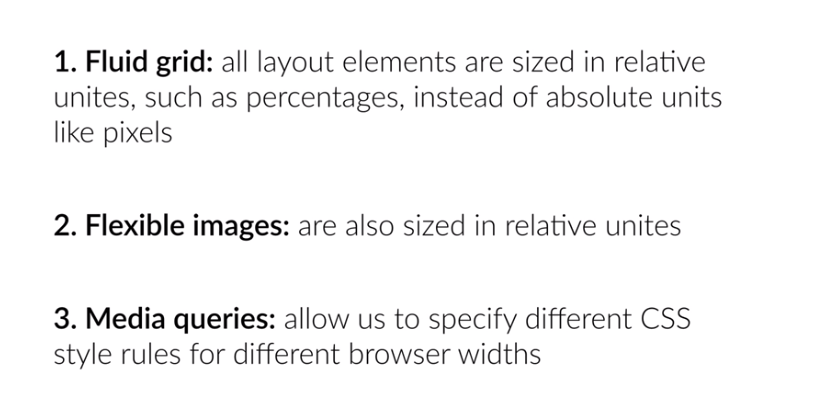 1. Fluid grid: all layout elements are sized in relative
unites, such as percentages, instead of absolute units
like pixels
2. Flexible images: are also sized in relative unites
3. Media queries: allow us to specify different CSS
style rules for different browser widths